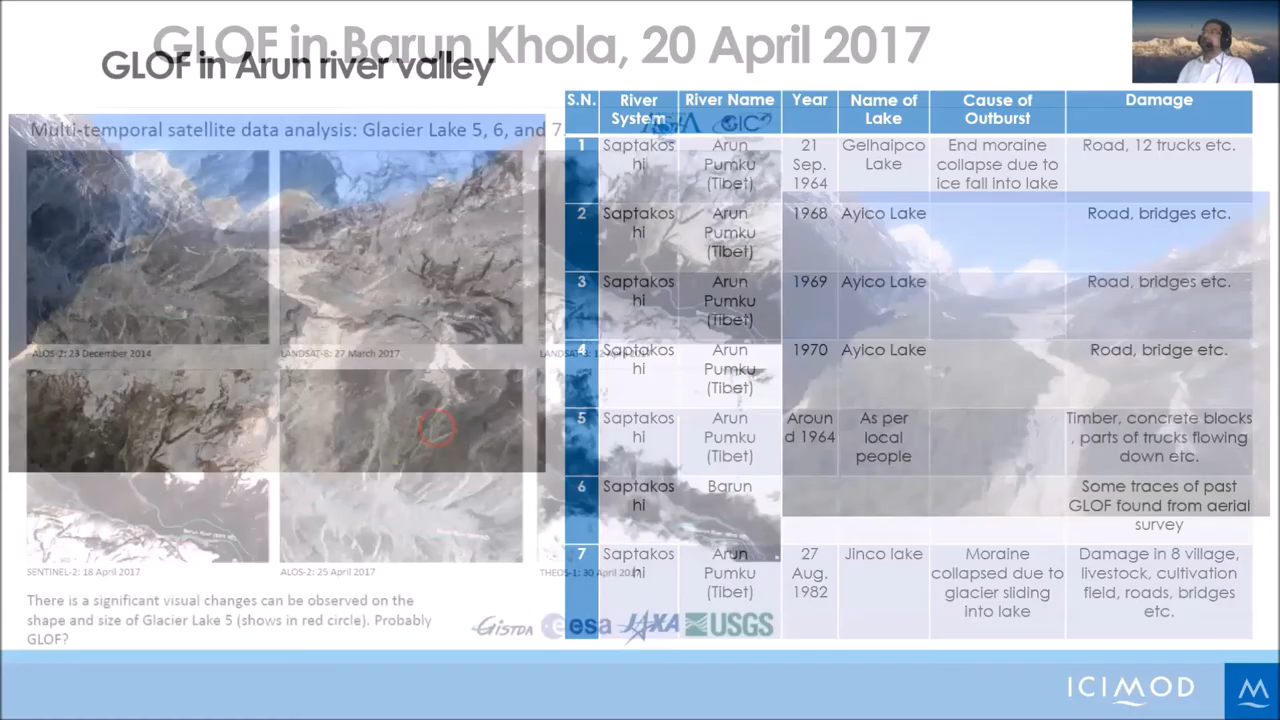 GLOF in Barun Khola, 20 April 2017
GLOF in Arun river valley
Multi-temporal satellite data analysis: Glacier Lake 5, 6, and 7.
S.N. River System River Name Year Name of Lake Cause of Outburst Damage
1 Saptakos hi Arun Pumku (Tibet) 21 Sep. 1964 Gelhaipco Lake End moraine collapse due to ice fall into lake Road, 12 trucks etc.
2 Saptakos hi Arun Pumku (Tibet) 1968 Ayico Lake Road, bridges etc.
3 Saptakos hi Arun Pumku (Tibet) 1969 Ayico Lake Road, bridges etc.
4 Saptakos hi Arun Pumku (Tibet) 1970 Ayico Lake Road, bridge etc.
5 Saptakos hi Arun Pumku (Tibet) Aroun d 1964 As per local people Timber, concrete blocks , parts of trucks flowing down etc.
6 Saptakos hi Barun Some traces of past GLOF found from aerial survey
7 Saptakos hi Arun Pumku (Tibet) 27 Aug. 1982 Jinco lake Moraine collapsed due to glacier sliding into lake Damage in 8 village, livestock, cultivation field, roads, bridges etc.
GIC
ALOS-2: 23 December 2014
LANDSAT-8: 27 March 2017
LANDSAT-8: 12
SENTINEL-2: 18 April 2017
ALOS-2: 25 April 2017
THEOS-1: 30 April
There is a significant visual changes can be observed on the
shape and size of Glacier Lake 5 (shows in red circle). Probably
GLOF?
GISTDA esa JAXA USGS
ICIMOD